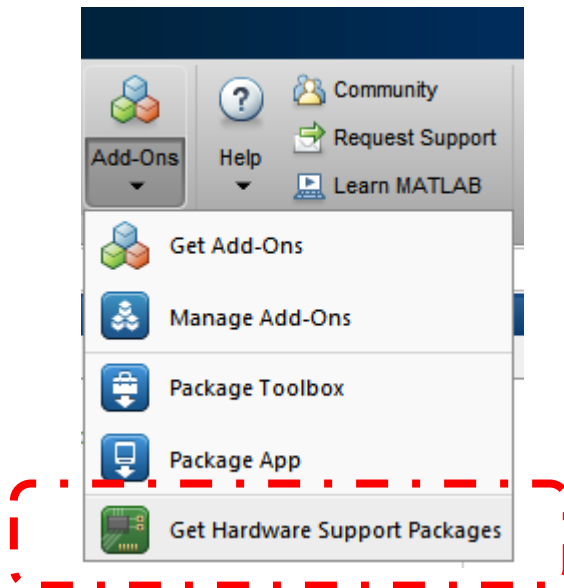 Community
Request Support
Add-Ons
Help
Learn MATLAB
Get Add-Ons
Manage Add-Ons
Package Toolbox
Package App
Get Hardware Support Packages